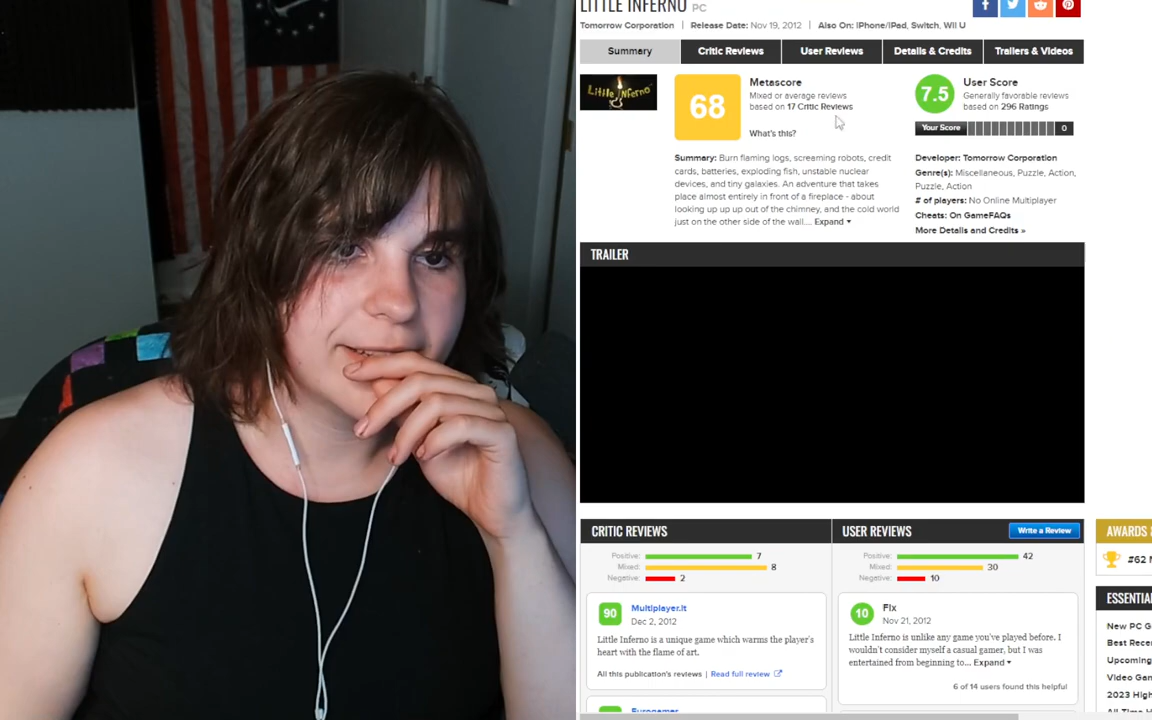 LITTLE INFERNO PC
Tomorrow Corporation | Release Date: Nov 19, 2012 | Also On: iPhone/iPad, Switch, Wii U
Summary Critic Reviews User Reviews Details & Credits Trailers & Videos
Little Inferno
68
Metascore
Mixed or average reviews
based on 17 Critic Reviews
What's this?
7.5
User Score
Generally favorable reviews
based on 296 Ratings
Your Score 0
Summary: Burn flaming logs, screaming robots, credit
cards, batteries, exploding fish, unstable nuclear
devices, and tiny galaxies. An adventure that takes
place almost entirely in front of a fireplace - about
looking up up up out of the chimney, and the cold world
just on the other side of the wall.... Expand
Developer: Tomorrow Corporation
Genre(s): Miscellaneous, Puzzle, Action,
Puzzle, Action
# of players: No Online Multiplayer
Cheats: On GameFAQs
More Details and Credits »
TRAILER
CRITIC REVIEWS
Positive: 7
Mixed: 8
Negative: 2
90
Multiplayer.it
Dec 2, 2012
Little Inferno is a unique game which warms the player's
heart with the flame of art.
All this publication's reviews | Read full review
Eurogamer
USER REVIEWS
Write a Review
Positive: 42
Mixed: 30
Negative: 10
10
Fix
Nov 21, 2012
Little Inferno is unlike any game you've played before. I
wouldn't consider myself a casual gamer, but I was
entertained from beginning to... Expand
6 of 14 users found this helpful
AWARDS
#62
ESSENTIA
New PC G
Best Rece
Upcoming
Video Gan
2023 High